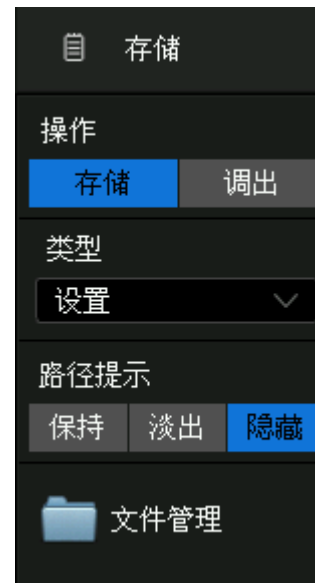 存储
操作
存储 调出
类型
设置
路径提示
保持 淡出 隐藏
文件管理